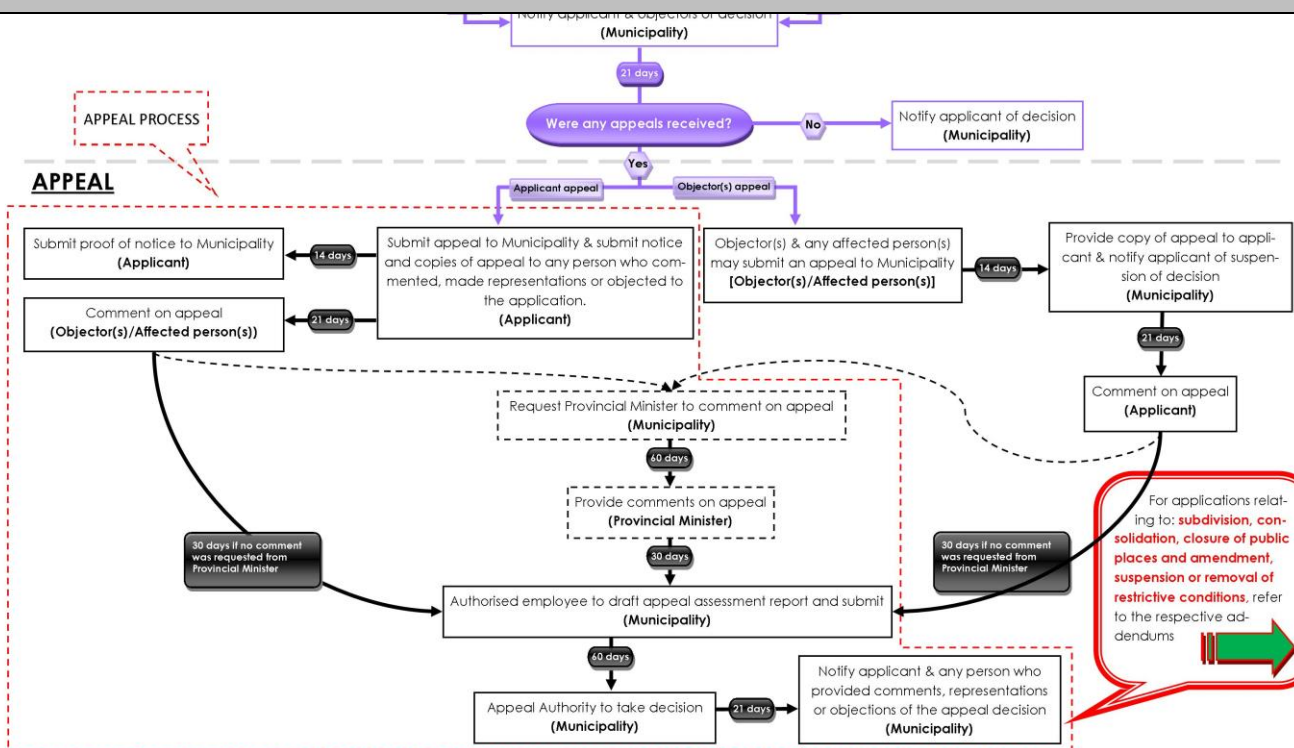 Notify applicant & objectors of decision
(Municipality)
21 days
Were any appeals received?
No
Notify applicant of decision
(Municipality)
APPEAL PROCESS
Yes
APPEAL
Applicant appeal
Objector(s) appeal
Submit proof of notice to Municipality
(Applicant)
14 days
Submit appeal to Municipality & submit notice
and copies of appeal to any person who com-
mented, made representations or objected to
the application.
(Applicant)
21 days
Comment on appeal
(Objector(s)/Affected person(s))
Objector(s) & any affected person(s)
may submit an appeal to Municipality
[Objector(s)/Affected person(s)]
14 days
Provide copy of appeal to appli-
cant & notify applicant of suspen-
sion of decision
(Municipality)
21 days
Comment on appeal
(Applicant)
Request Provincial Minister to comment on appeal
(Municipality)
60 days
Provide comments on appeal
(Provincial Minister)
30 days
30 days if no comment
was requested from
Provincial Minister
30 days if no comment
was requested from
Provincial Minister
For applications relat-
ing to: subdivision, con-
solidation, closure of public
places and amendment,
suspension or removal of
restrictive conditions, refer
to the respective ad-
dendums
Authorised employee to draft appeal assessment report and submit
(Municipality)
60 days
Appeal Authority to take decision
(Municipality)
21 days
Notify applicant & any person who
provided comments, representations
or objections of the appeal decision
(Municipality)